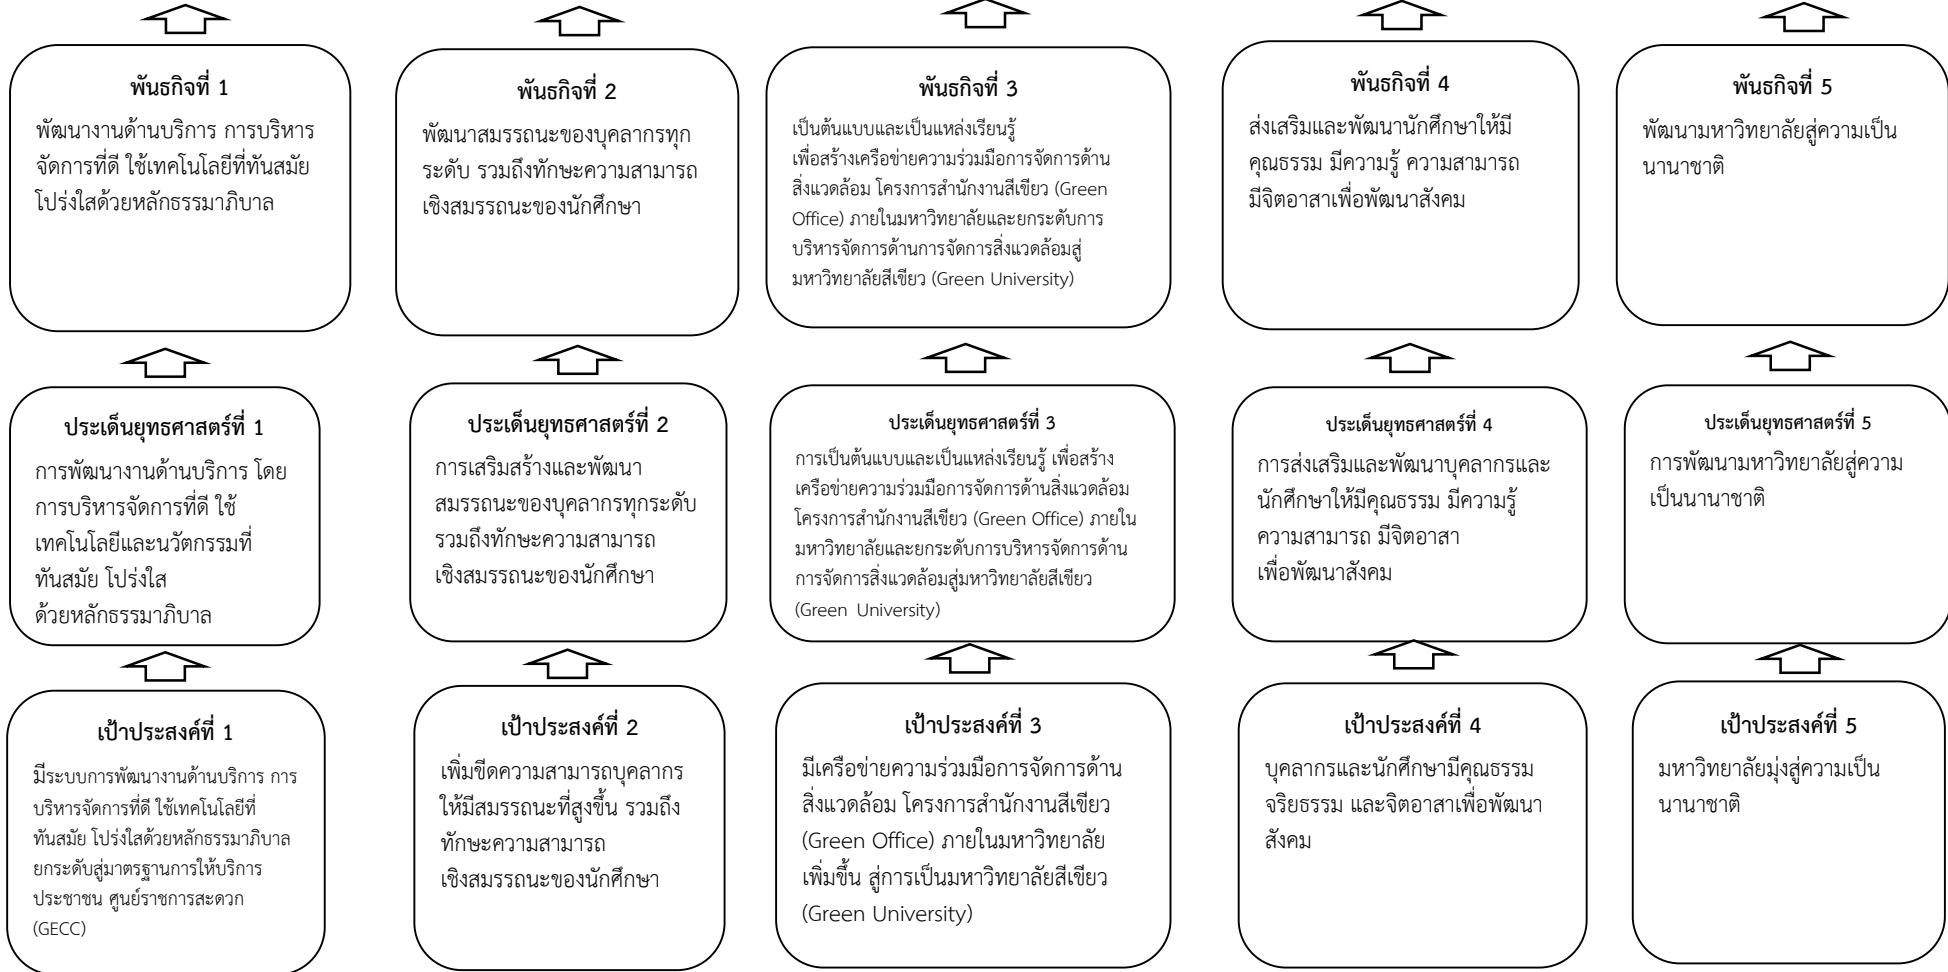 พันธกิจที่ 1
พัฒนางานด้านบริการ การบริหาร
จัดการที่ดี ใช้เทคโนโลยีที่ทันสมัย
โปร่งใสด้วยหลักธรรมาภิบาล
พันธกิจที่ 2
พัฒนาสมรรถนะของบุคลากรทุก
ระดับ รวมถึงทักษะความสามารถ
เชิงสมรรถนะของนักศึกษา
พันธกิจที่ 3
เป็นต้นแบบและเป็นแหล่งเรียนรู้
เพื่อสร้างเครือข่ายความร่วมมือการจัดการด้าน
สิ่งแวดล้อม โครงการสำนักงานสีเขียว (Green
Office) ภายในมหาวิทยาลัยและยกระดับการ
บริหารจัดการด้านการจัดการสิ่งแวดล้อมสู่
มหาวิทยาลัยสีเขียว (Green University)
พันธกิจที่ 4
ส่งเสริมและพัฒนานักศึกษาให้มี
คุณธรรม มีความรู้ ความสามารถ
มีจิตอาสาเพื่อพัฒนาสังคม
พันธกิจที่ 5
พัฒนามหาวิทยาลัยสู่ความเป็น
นานาชาติ
ประเด็นยุทธศาสตร์ที่ 1
การพัฒนางานด้านบริการ โดย
การบริหารจัดการที่ดี ใช้
เทคโนโลยีและนวัตกรรมที่
ทันสมัย โปร่งใส
ด้วยหลักธรรมาภิบาล
ประเด็นยุทธศาสตร์ที่ 2
การเสริมสร้างและพัฒนา
สมรรถนะของบุคลากรทุกระดับ
รวมถึงทักษะความสามารถ
เชิงสมรรถนะของนักศึกษา
ประเด็นยุทธศาสตร์ที่ 3
การเป็นต้นแบบและเป็นแหล่งเรียนรู้ เพื่อสร้าง
เครือข่ายความร่วมมือการจัดการด้านสิ่งแวดล้อม
โครงการสำนักงานสีเขียว (Green Office) ภายใน
มหาวิทยาลัยและยกระดับการบริหารจัดการด้าน
การจัดการสิ่งแวดล้อมสู่มหาวิทยาลัยสีเขียว
(Green University)
ประเด็นยุทธศาสตร์ที่ 4
การส่งเสริมและพัฒนาบุคลากรและ
นักศึกษาให้มีคุณธรรม มีความรู้
ความสามารถ มีจิตอาสา
เพื่อพัฒนาสังคม
ประเด็นยุทธศาสตร์ที่ 5
การพัฒนามหาวิทยาลัยสู่ความ
เป็นนานาชาติ
เป้าประสงค์ที่ 1
มีระบบการพัฒนางานด้านบริการ การ
บริหารจัดการที่ดี ใช้เทคโนโลยีที่
ทันสมัย โปร่งใสด้วยหลักธรรมาภิบาล
ยกระดับสู่มาตรฐานการให้บริการ
ประชาชน ศูนย์ราชการสะดวก
(GECC)
เป้าประสงค์ที่ 2
เพิ่มขีดความสามารถบุคลากร
ให้มีสมรรถนะที่สูงขึ้น รวมถึง
ทักษะความสามารถ
เชิงสมรรถนะของนักศึกษา
เป้าประสงค์ที่ 3
มีเครือข่ายความร่วมมือการจัดการด้าน
สิ่งแวดล้อม โครงการสำนักงานสีเขียว
(Green Office) ภายในมหาวิทยาลัย
เพิ่มขึ้น สู่การเป็นมหาวิทยาลัยสีเขียว
(Green University)
เป้าประสงค์ที่ 4
บุคลากรและนักศึกษามีคุณธรรม
จริยธรรม และจิตอาสาเพื่อพัฒนา
สังคม
เป้าประสงค์ที่ 5
มหาวิทยาลัยมุ่งสู่ความเป็น
นานาชาติ